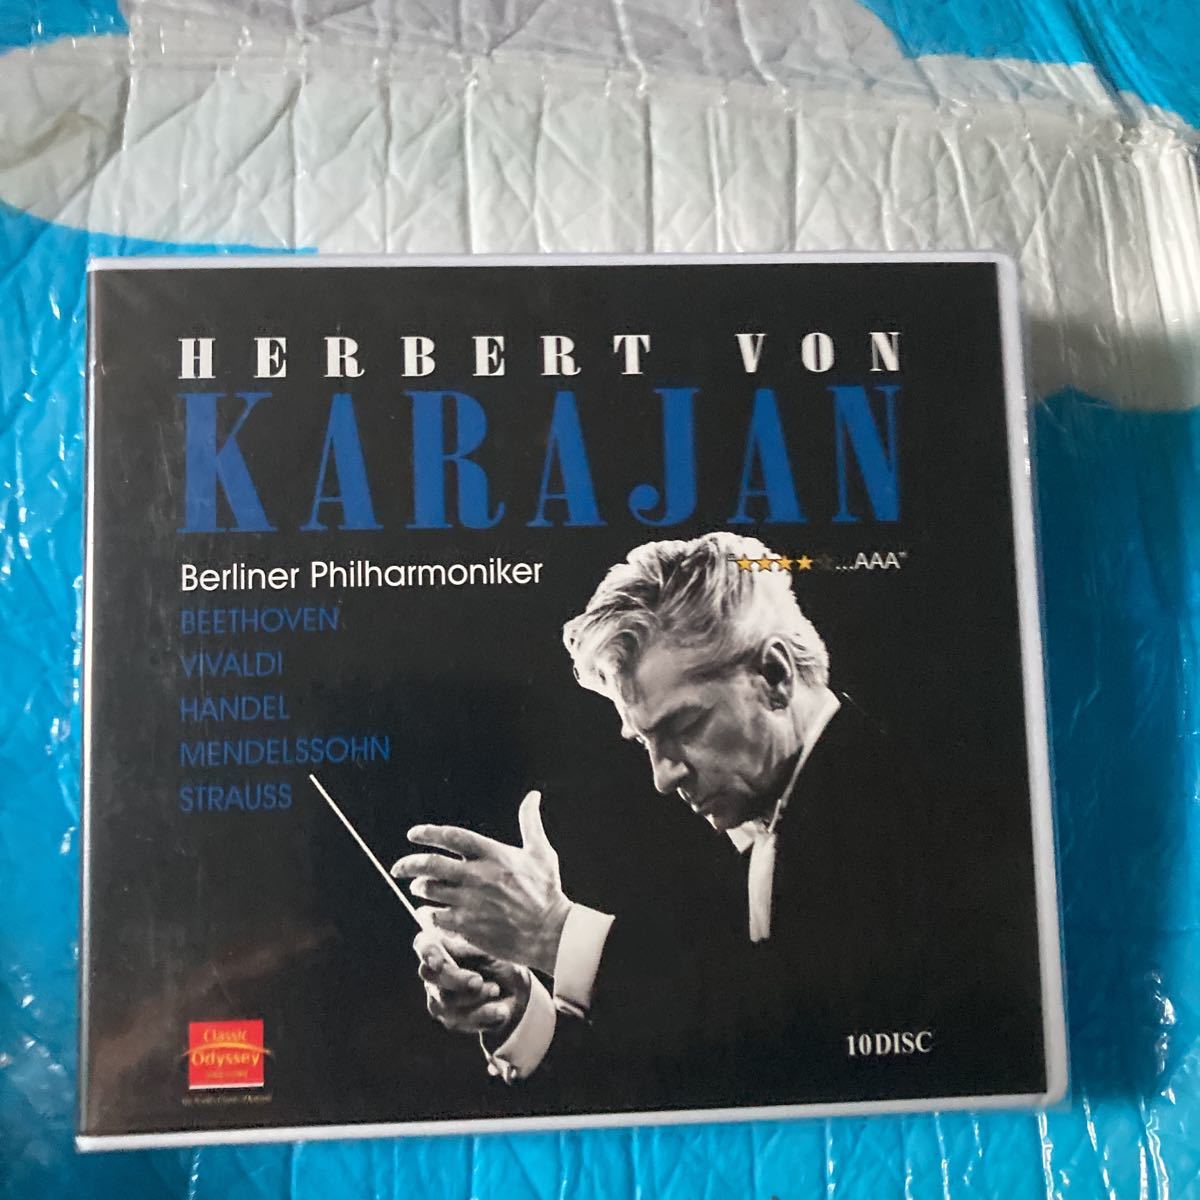 HERBERT VON
KARAJAN
Berliner Philharmoniker
"★★★★☆...AAA"
BEETHOVEN
VIVALDI
HANDEL
MENDELSSOHN
STRAUSS
Classic
Odyssey
10DISC